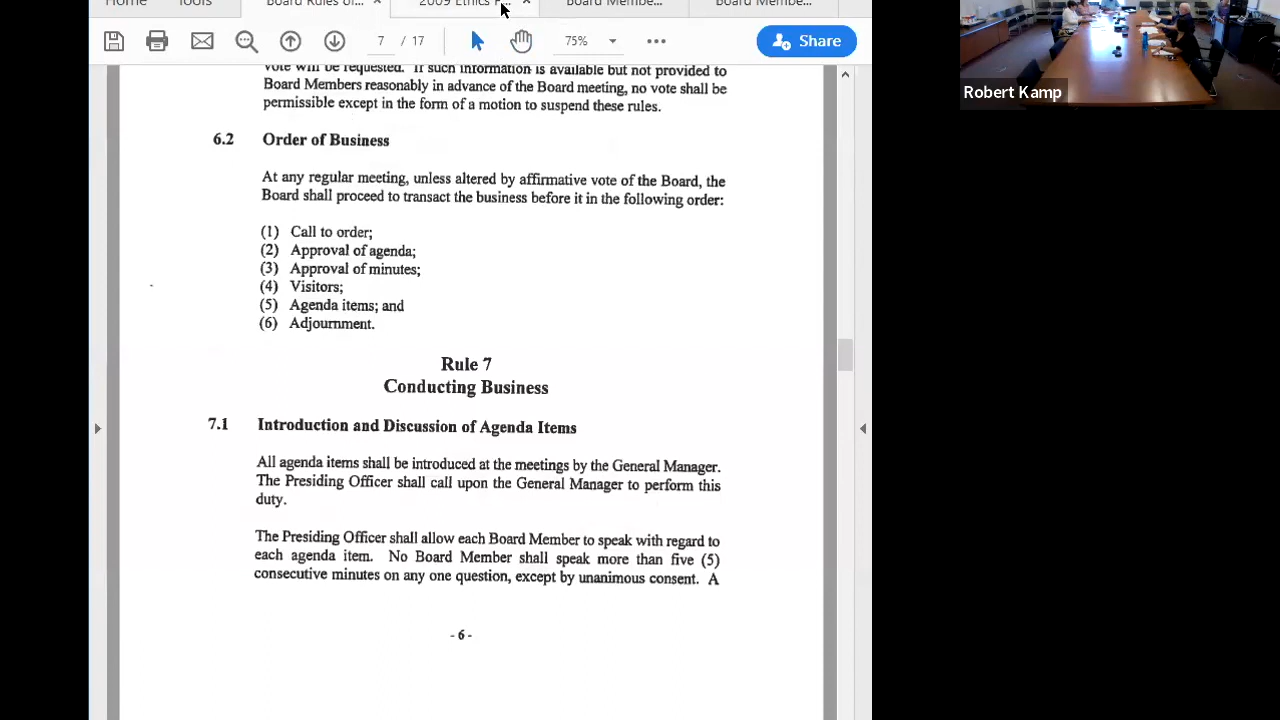 Home Tools Board Rules of... × 2009 Ethics P... × Board Membe... Board Membe...
7 / 17 75% Share
vote will be requested. If such information is available but not provided to
Board Members reasonably in advance of the Board meeting, no vote shall be
permissible except in the form of a motion to suspend these rules.
6.2 Order of Business
At any regular meeting, unless altered by affirmative vote of the Board, the
Board shall proceed to transact the business before it in the following order:
(1) Call to order;
(2) Approval of agenda;
(3) Approval of minutes;
(4) Visitors;
(5) Agenda items; and
(6) Adjournment.
Rule 7
Conducting Business
7.1 Introduction and Discussion of Agenda Items
All agenda items shall be introduced at the meetings by the General Manager.
The Presiding Officer shall call upon the General Manager to perform this
duty.
The Presiding Officer shall allow each Board Member to speak with regard to
each agenda item. No Board Member shall speak more than five (5)
consecutive minutes on any one question, except by unanimous consent. A
- 6 -
Robert Kamp